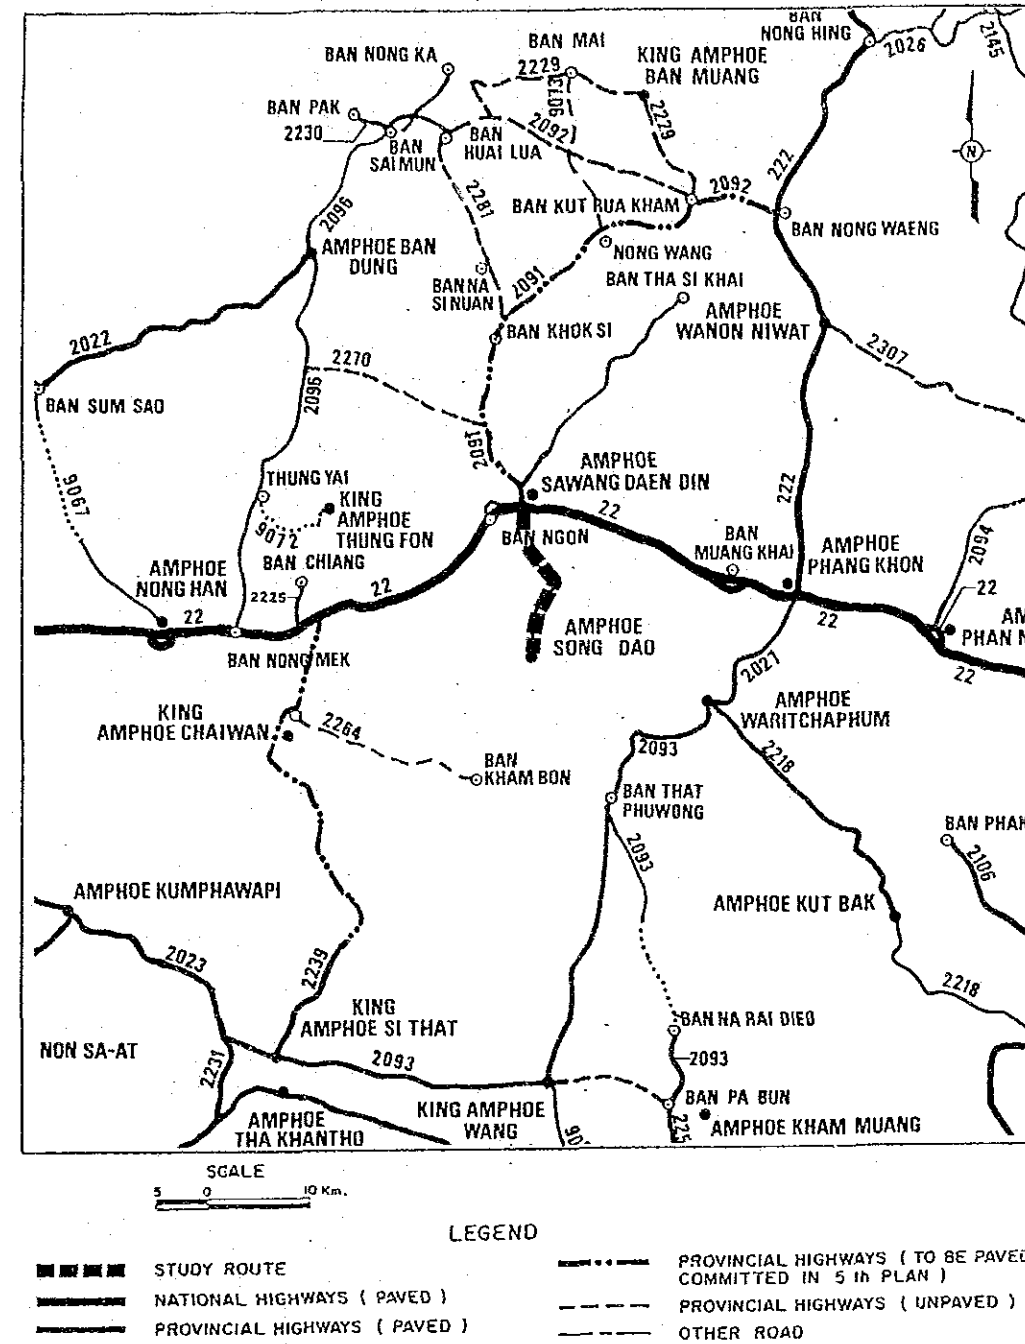 BAN
NONG HING
2026
2145
BAN MAI
BAN NONG KA
2229
KING AMPHOE
BAN MUANG
BAN PAK
2230
BAN
SAI MUN
BAN
HUAI LUA
2092
2229
222
N
2281
2096
BAN KUT RUA KHAM
2092
BAN NONG WAENG
AMPHOE BAN
DUNG
NONG WANG
BAN NA
SI NUAN
2091
BAN THA SI KHAI
AMPHOE
WANON NIWAT
BAN KHOK SI
2022
2270
2307
2096
BAN SUM SAO
2091
AMPHOE
SAWANG DAEN DIN
THUNG YAI
9067
KING
AMPHOE
THUNG FON
9072
222
22
BAN NGON
BAN
MUANG KHAI
AMPHOE
PHANG KHON
2094
AMPHOE
NONG HAN
BAN CHIANG
2225
22
22
22
22
AMPHOE
SONG DAO
AM
PHAN N
BAN NONG MEK
22
2027
KING
AMPHOE CHAIWAN
2264
AMPHOE
WARITCHAPHUM
2093
2218
BAN
KHAM BON
BAN THAT
PHUWONG
BAN PHAN
2093
2106
AMPHOE KUMPHAWAPI
AMPHOE KUT BAK
2023
2239
2218
KING
AMPHOE SI THAT
BAN NA RAI DIEO
NON SA-AT
2231
2093
2093
BAN PA BUN
AMPHOE
THA KHANTHO
KING AMPHOE
WANG
90
225
AMPHOE KHAM MUANG
SCALE
5 0 10 Km.
LEGEND
STUDY ROUTE
PROVINCIAL HIGHWAYS ( TO BE PAVED
COMMITTED IN 5 th PLAN )
NATIONAL HIGHWAYS ( PAVED )
PROVINCIAL HIGHWAYS ( UNPAVED )
PROVINCIAL HIGHWAYS ( PAVED )
OTHER ROAD